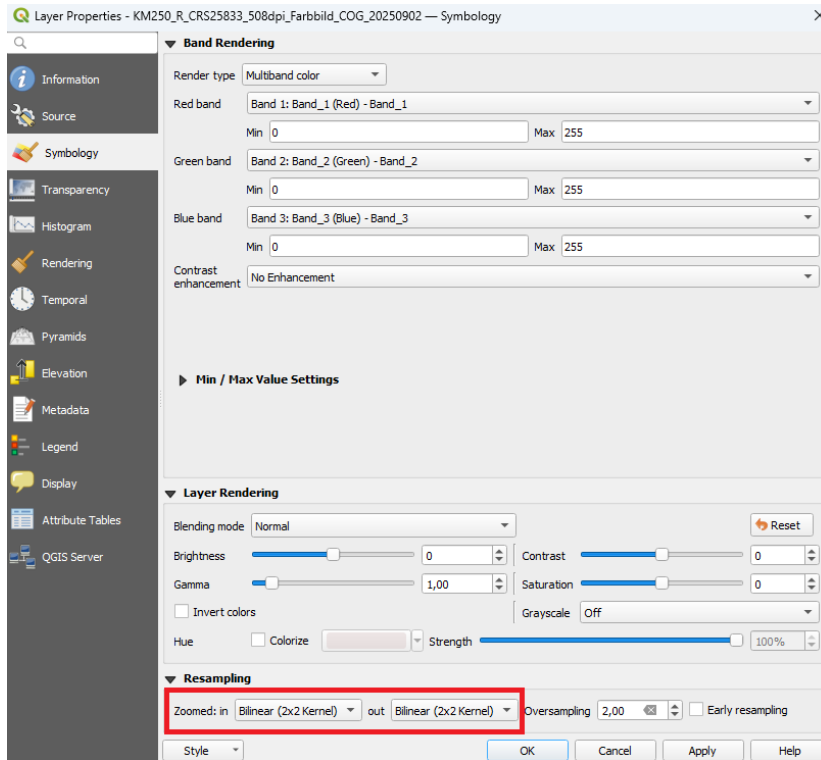 Layer Properties - KM250_R_CRS25833_508dpi_Farbbild_COG_20250902 — Symbology
Information
Source
Symbology
Transparency
Histogram
Rendering
Temporal
Pyramids
Elevation
Metadata
Legend
Display
Attribute Tables
QGIS Server
Band Rendering
Render type Multiband color
Red band Band 1: Band_1 (Red) - Band_1
Min 0 Max 255
Green band Band 2: Band_2 (Green) - Band_2
Min 0 Max 255
Blue band Band 3: Band_3 (Blue) - Band_3
Min 0 Max 255
Contrast
enhancement No Enhancement
Min / Max Value Settings
Layer Rendering
Blending mode Normal Reset
Brightness 0 Contrast 0
Gamma 1,00 Saturation 0
Invert colors Grayscale Off
Hue Colorize Strength 100%
Resampling
Zoomed: in Bilinear (2x2 Kernel) out Bilinear (2x2 Kernel) Oversampling 2,00 Early resampling
Style OK Cancel Apply Help